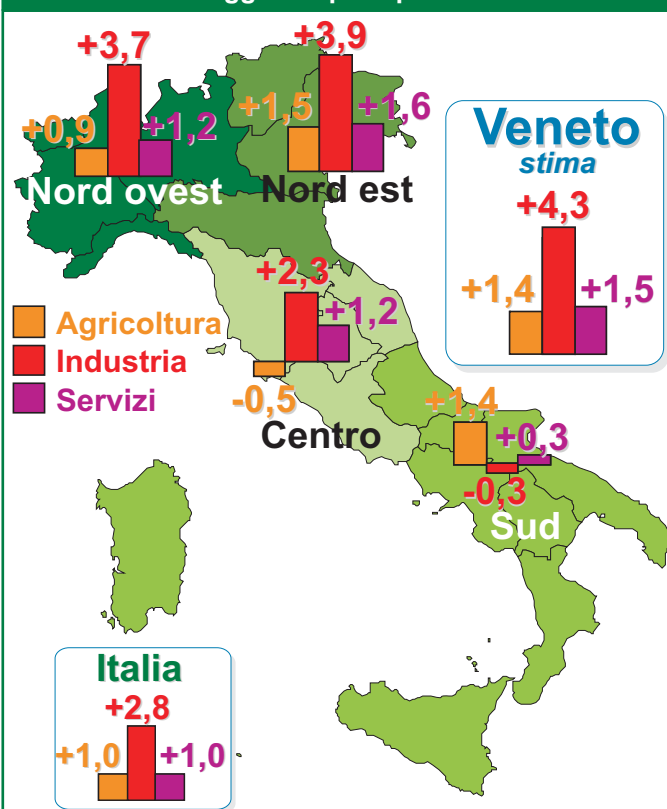 +3,7
+0,9
+1,2
Nord ovest
+3,9
+1,5
+1,6
Nord est
Veneto
stima
+4,3
+1,4
+1,5
Agricoltura
Industria
Servizi
+2,3
+1,2
-0,5
Centro
+1,4
+0,3
-0,3
Sud
Italia
+2,8
+1,0
+1,0